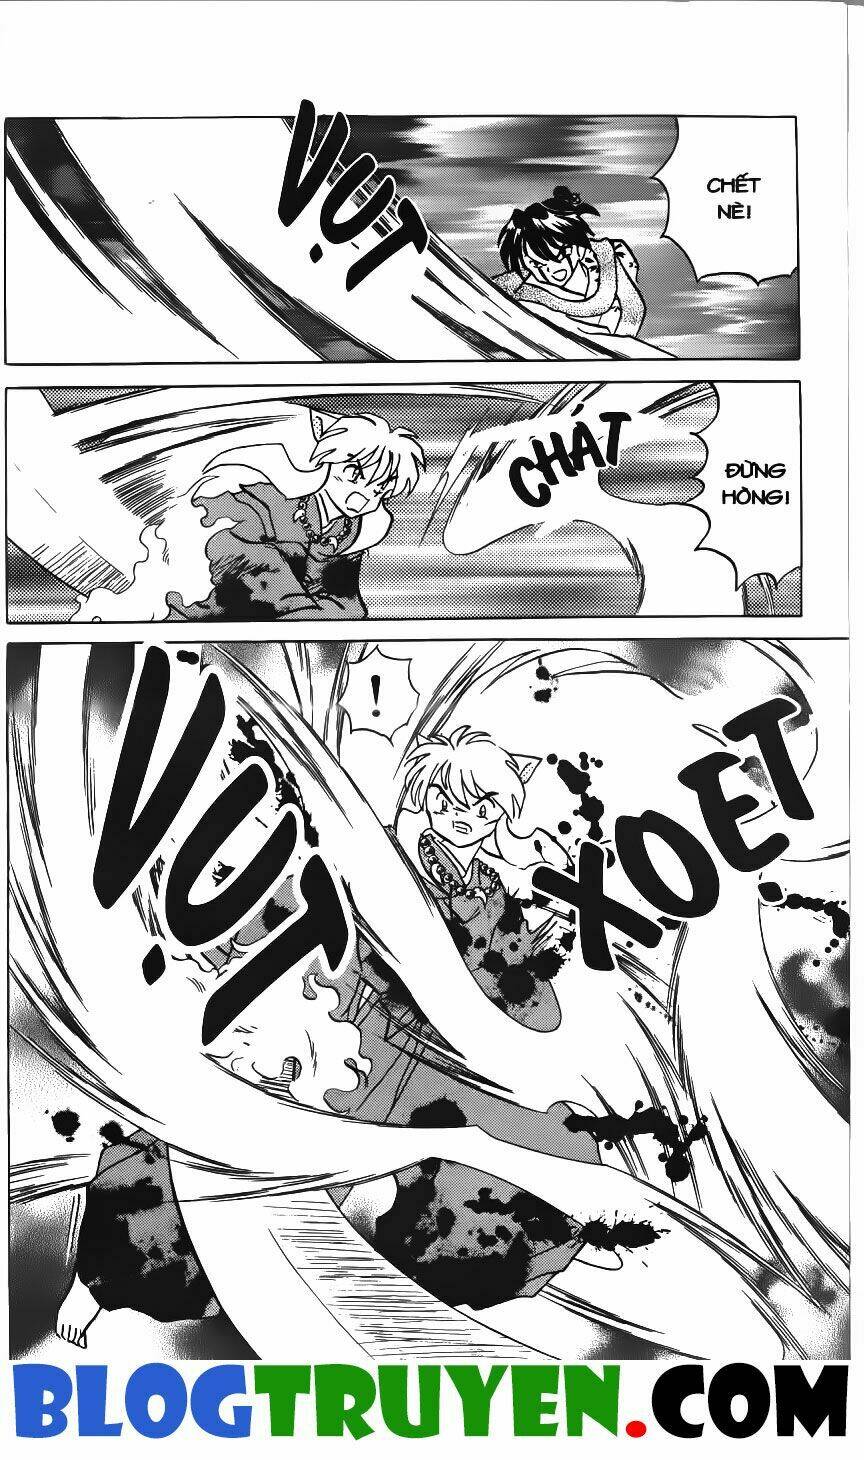 VỤT
CHẾT
NÈ!
CHÁT
ĐỪNG
HÒNG!
!
VỤT
XOẸT
BLOGTRUYEN.COM